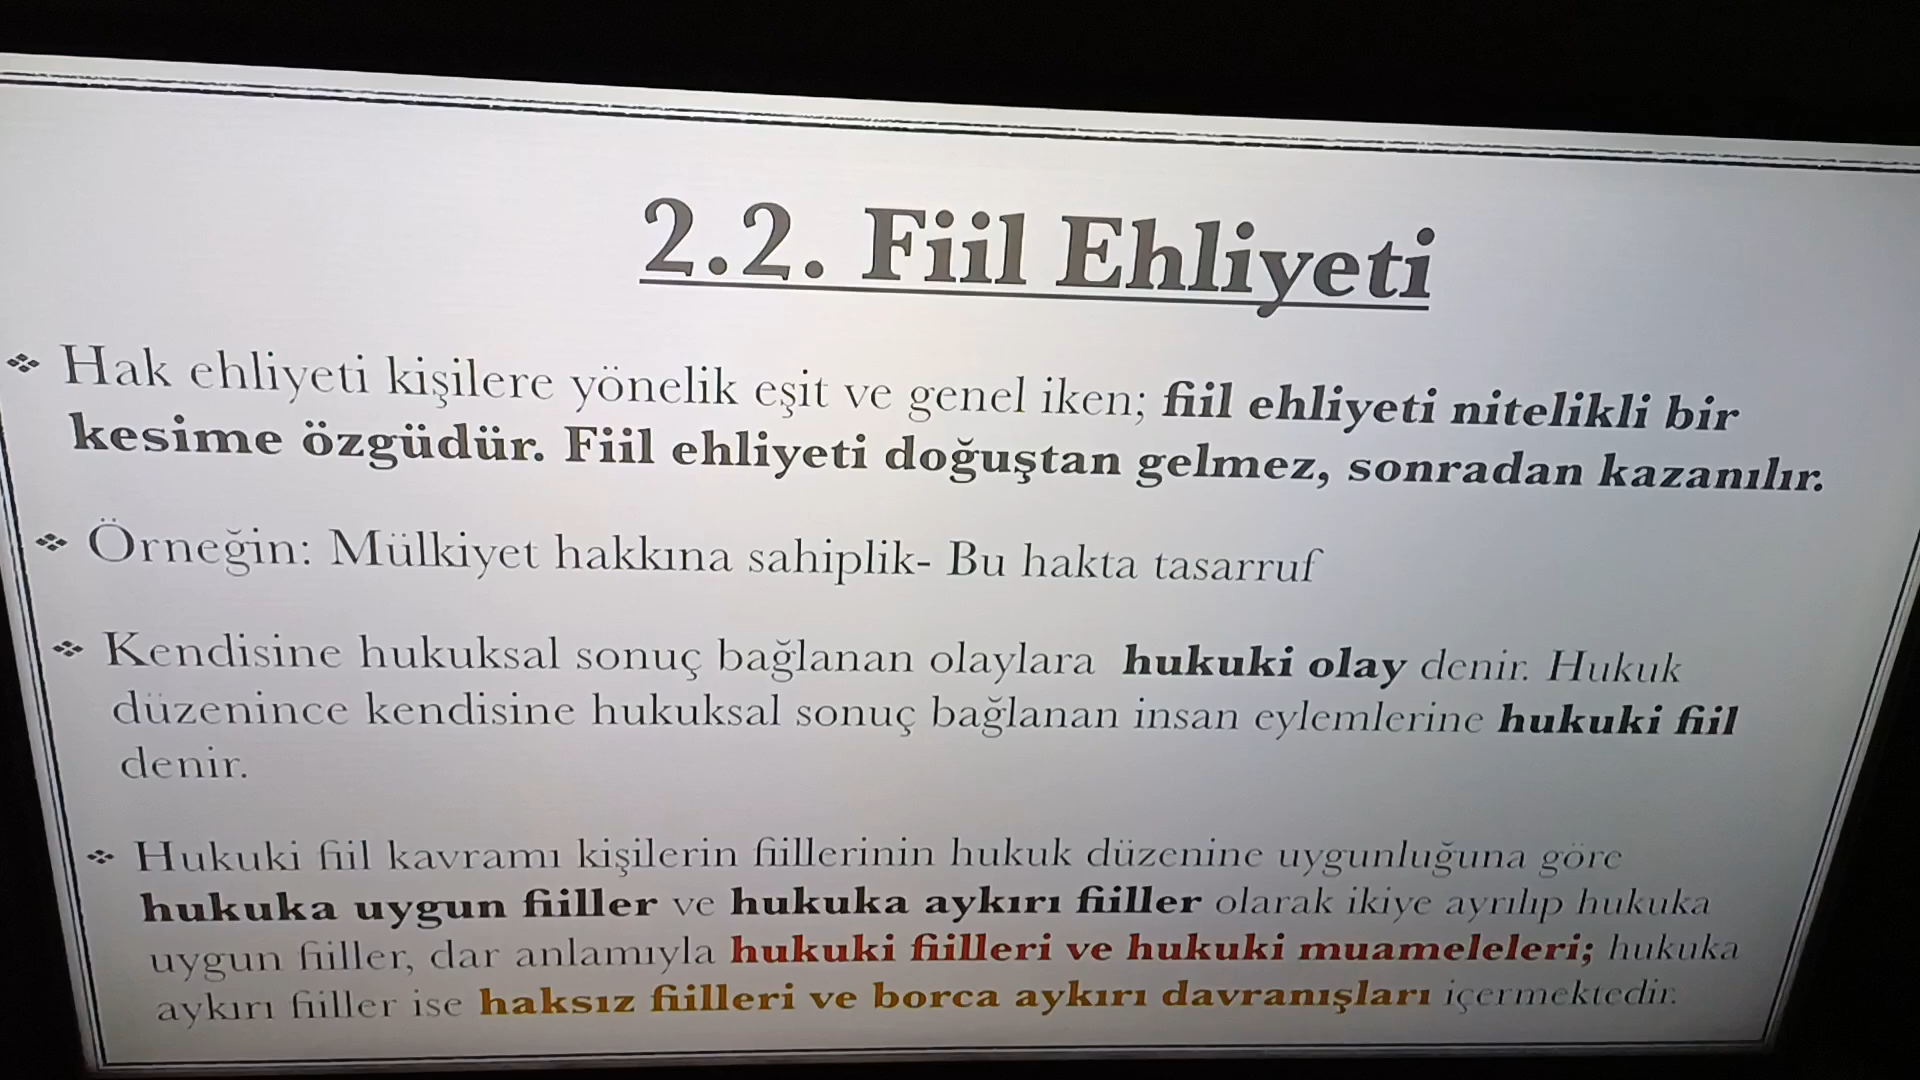 2.2. Fiil Ehliyeti
❖ Hak ehliyeti kişilere yönelik eşit ve genel iken; fiil ehliyeti nitelikli bir
kesime özgüdür. Fiil ehliyeti doğuştan gelmez, sonradan kazanılır.
❖ Örneğin: Mülkiyet hakkına sahiplik- Bu hakta tasarruf
❖ Kendisine hukuksal sonuç bağlanan olaylara hukuki olay denir. Hukuk
düzenince kendisine hukuksal sonuç bağlanan insan eylemlerine hukuki fiil
denir.
❖ Hukuki fiil kavramı kişilerin fiillerinin hukuk düzenine uygunluğuna göre
hukuka uygun fiiller ve hukuka aykırı fiiller olarak ikiye ayrılıp hukuka
uygun fiiller, dar anlamıyla hukuki fiilleri ve hukuki muameleleri; hukuka
aykırı fiiller ise haksız fiilleri ve borca aykırı davranışları içermektedir.